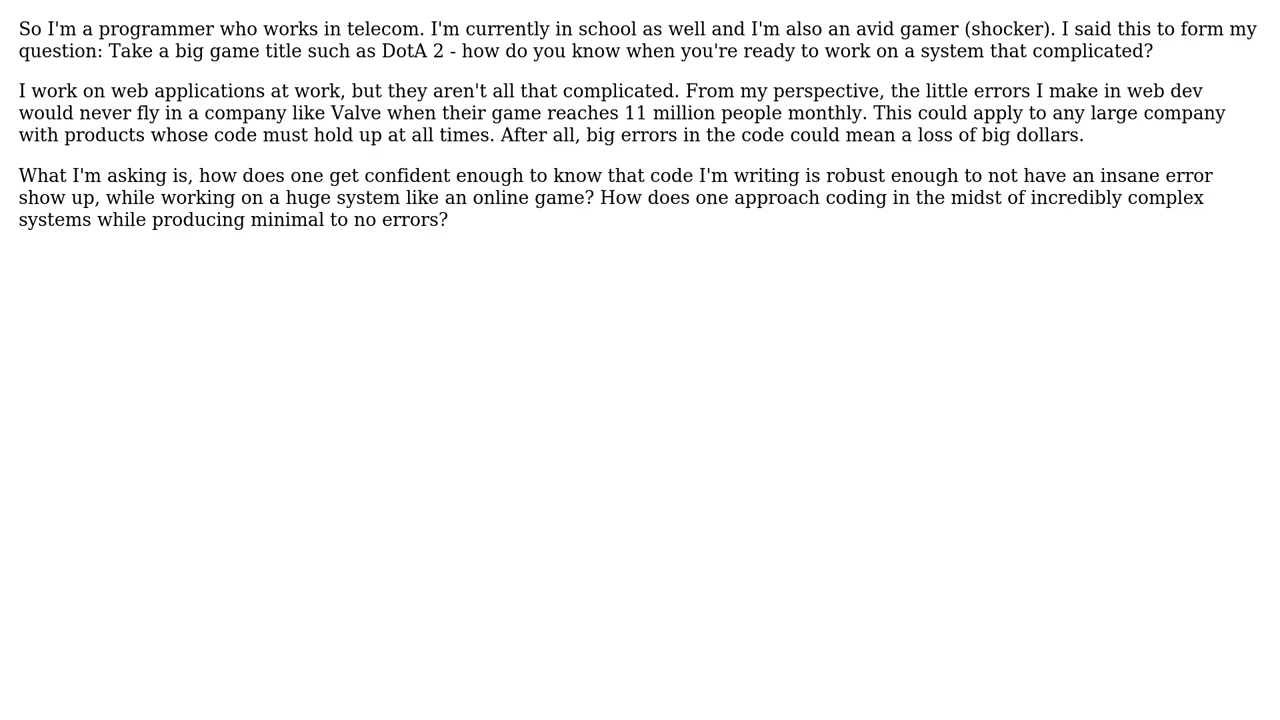 So I'm a programmer who works in telecom. I'm currently in school as well and I'm also an avid gamer (shocker). I said this to form my
question: Take a big game title such as DotA 2 - how do you know when you're ready to work on a system that complicated?
I work on web applications at work, but they aren't all that complicated. From my perspective, the little errors I make in web dev
would never fly in a company like Valve when their game reaches 11 million people monthly. This could apply to any large company
with products whose code must hold up at all times. After all, big errors in the code could mean a loss of big dollars.
What I'm asking is, how does one get confident enough to know that code I'm writing is robust enough to not have an insane error
show up, while working on a huge system like an online game? How does one approach coding in the midst of incredibly complex
systems while producing minimal to no errors?